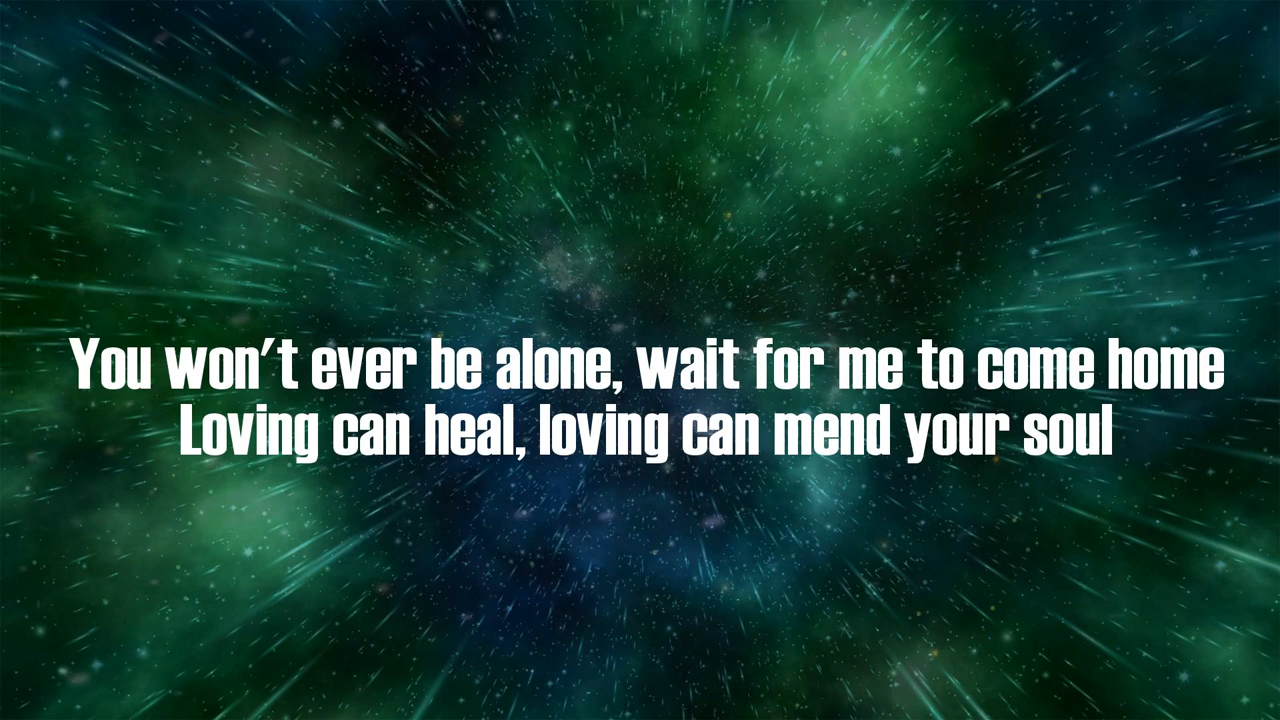 You won't ever be alone, wait for me to come home
Loving can heal, loving can mend your soul